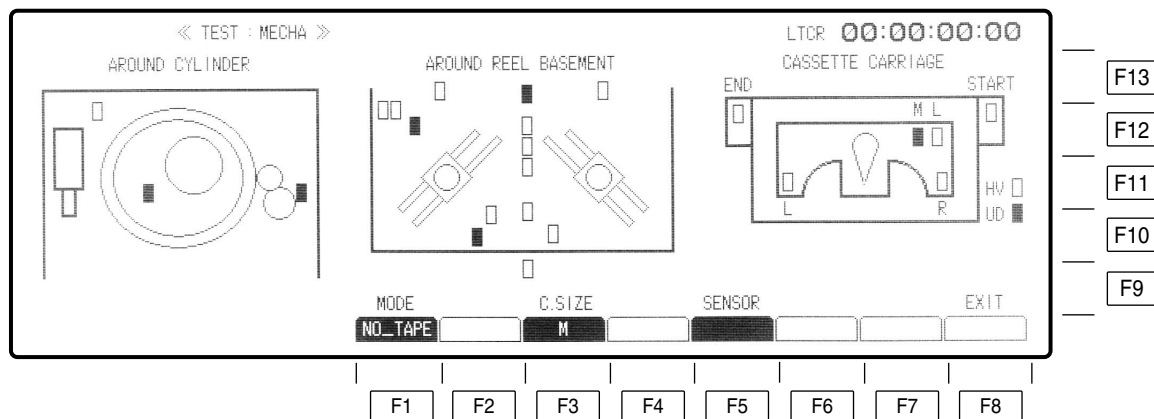 ≪ TEST : MECHA ≫
LTCR 00:00:00:00
AROUND CYLINDER
AROUND REEL BASEMENT
CASSETTE CARRIAGE
END
START
M L
L
R
HV
UD
MODE
C.SIZE
SENSOR
EXIT
NO_TAPE
M
F13
F12
F11
F10
F9
F1 F2 F3 F4 F5 F6 F7 F8